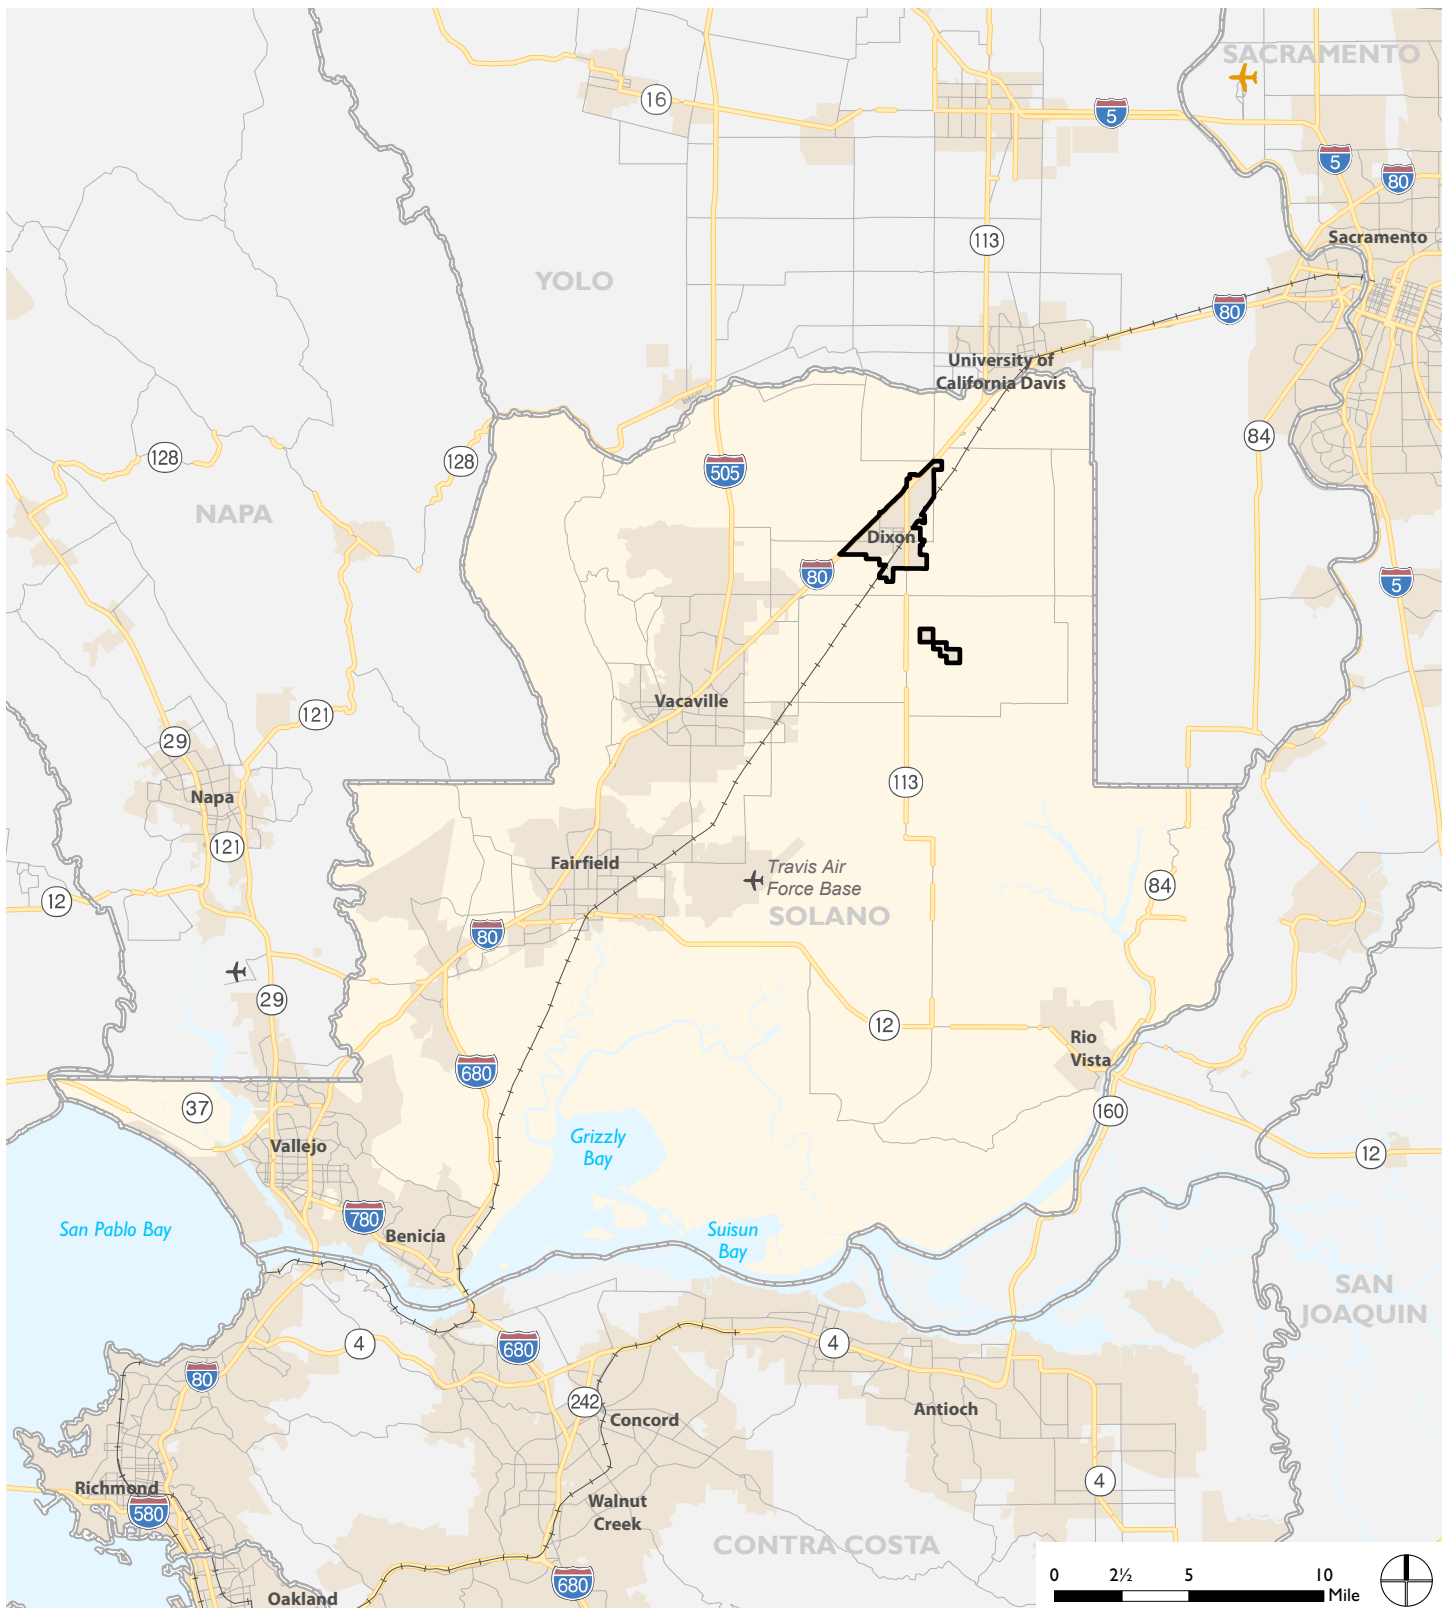 SACRAMENTO
16
5
5
80
Sacramento
113
YOLO
80
University of
California Davis
84
128
128
505
NAPA
Dixon
80
5
Vacaville
121
29
113
Napa
121
Fairfield
Travis Air
Force Base
84
12
SOLANO
80
29
12
Rio
Vista
680
37
160
Vallejo
Grizzly
Bay
12
780
San Pablo Bay
Benicia
Suisun
Bay
SAN
JOAQUIN
4
680
4
80
242
Concord
Antioch
4
Richmond
580
Walnut
Creek
CONTRA COSTA
680
Oakland
0 2½ 5 10
Mile